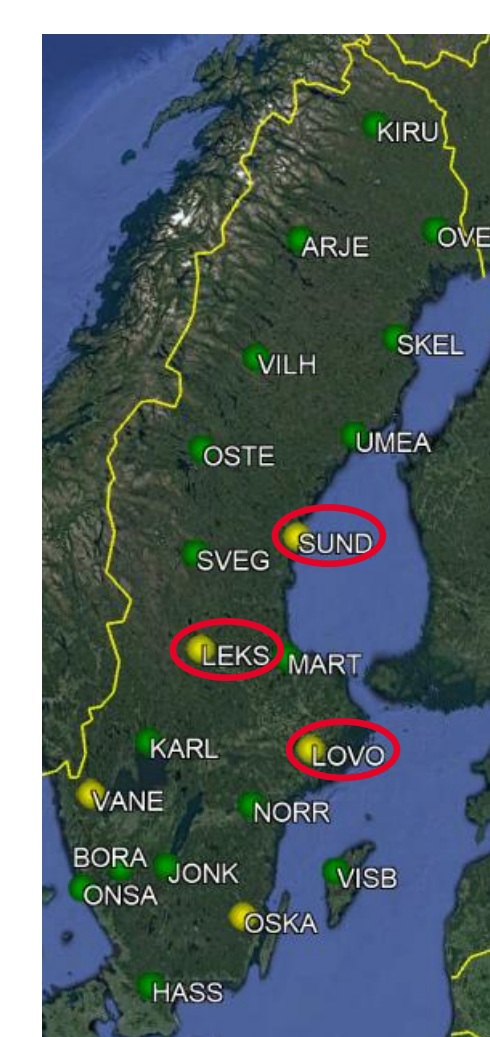 KIRU
OVE
ARJE
SKEL
VILH
UMEA
OSTE
SUND
SVEG
LEKS
MART
KARL
LOVO
VANE
NORR
BORA
JONK
VISB
ONSA
OSKA
HASS